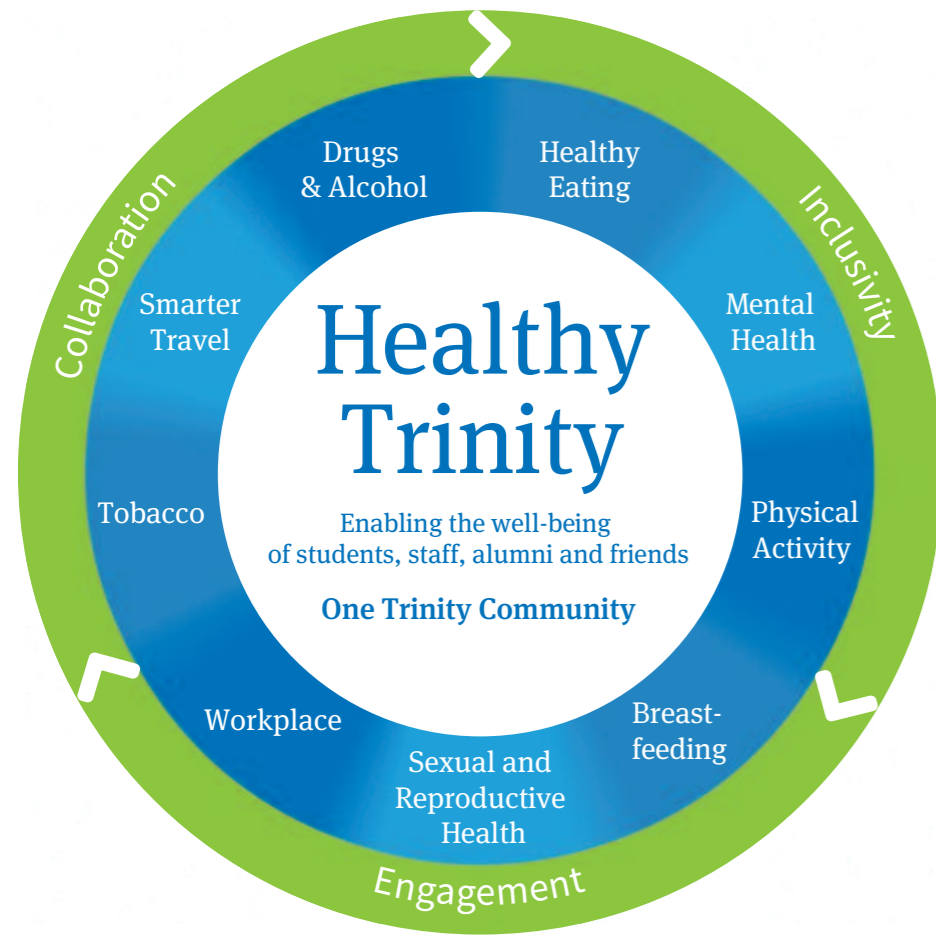 Healthy
Trinity
Enabling the well-being
of students, staff, alumni and friends
One Trinity Community
Healthy
Eating
Mental
Health
Physical
Activity
Breast-
feeding
Sexual and
Reproductive
Health
Workplace
Tobacco
Smarter
Travel
Drugs
& Alcohol
Inclusivity
Engagement
Collaboration